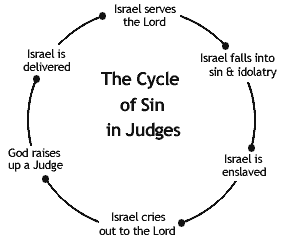 Israel serves
the Lord
Israel falls into
sin & idolatry
Israel is
enslaved
Israel cries
out to the Lord
God raises
up a Judge
Israel is
delivered
The Cycle
of Sin
in Judges